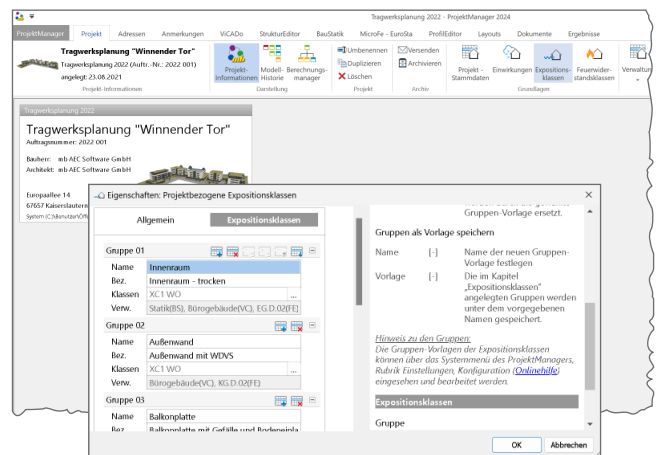 Tragwerksplanung 2022 - ProjektManager 2024
ProjektManager Projekt Adressen Anmerkungen ViCADo StrukturEditor BauStatik MicroFe - EuroSta ProfilEditor Layouts Dokumente Ergebnisse
Tragwerksplanung "Winnender Tor"
Tragwerksplanung 2022 (Auftr.-Nr.: 2022 001)
angelegt: 23.08.2021
Projekt-Informationen
Projekt-Informationen
Modell-Historie
Berechnungs-manager
Darstellung
Umbenennen
Duplizieren
Löschen
Projekt
Versenden
Archivieren
Archiv
Projekt - Stammdaten
Einwirkungen
Expositions-klassen
Feuerwider-standsklassen
Grundlagen
Verwaltun
Tragwerksplanung 2022
Tragwerksplanung "Winnender Tor"
Auftragsnummer: 2022 001
Bauherr: mb AEC Software GmbH
Architekt: mb AEC Software GmbH
Europaallee 14
67657 Kaiserslautern
Eigenschaften: Projektbezogene Expositionsklassen
Allgemein Expositionsklassen
Gruppe 01
Name Innenraum
Bez. Innenraum - trocken
Klassen XC1 WO ...
Verw. Statik(BS), Bürogebäude(VC), EG.D.02(FE)
Gruppe 02
Name Außenwand
Bez. Außenwand mit WDVS
Klassen XC1 WO ...
Verw. Bürogebäude(VC), KG.D.02(FE)
Gruppe 03
Name Balkonplatte
Bez. Balkonplatte mit Gefälle und Bodeneinla
Gruppen-Vorlage ersetzt.
Gruppen als Vorlage speichern
Name [-] Name der neuen Gruppen-
Vorlage festlegen
Vorlage [-] Die im Kapitel
„Expositionsklassen"
angelegten Gruppen werden
unter dem vorgegebenen
Namen gespeichert.
Hinweis zu den Gruppen:
Die Gruppen-Vorlagen der Expositionsklassen
können über das Systemmenü des ProjektManagers,
Rubrik Einstellungen, Konfiguration (Onlinehilfe)
eingesehen und bearbeitet werden.
Expositionsklassen
Gruppe
OK Abbrechen